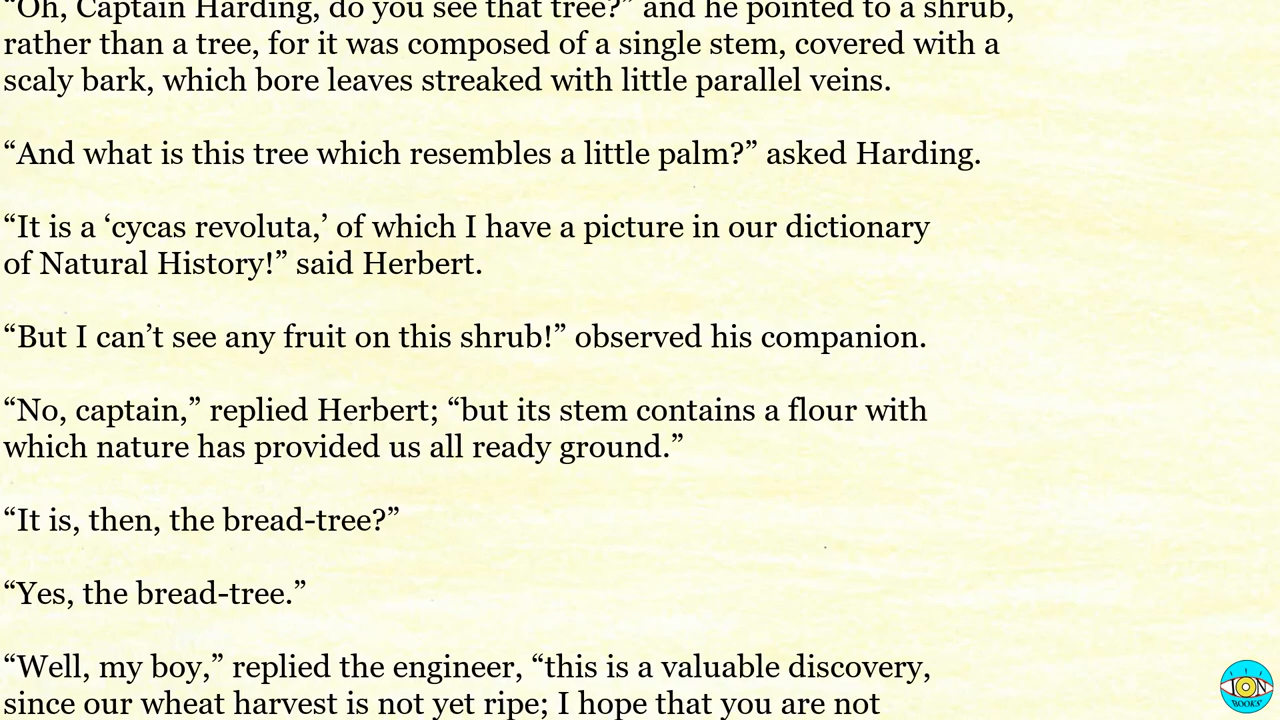 “Oh, Captain Harding, do you see that tree?” and he pointed to a shrub,
rather than a tree, for it was composed of a single stem, covered with a
scaly bark, which bore leaves streaked with little parallel veins.
“And what is this tree which resembles a little palm?” asked Harding.
“It is a ‘cycas revoluta,’ of which I have a picture in our dictionary
of Natural History!” said Herbert.
“But I can’t see any fruit on this shrub!” observed his companion.
“No, captain,” replied Herbert; “but its stem contains a flour with
which nature has provided us all ready ground.”
“It is, then, the bread-tree?”
“Yes, the bread-tree.”
“Well, my boy,” replied the engineer, “this is a valuable discovery,
since our wheat harvest is not yet ripe; I hope that you are not
ION
BOOKS